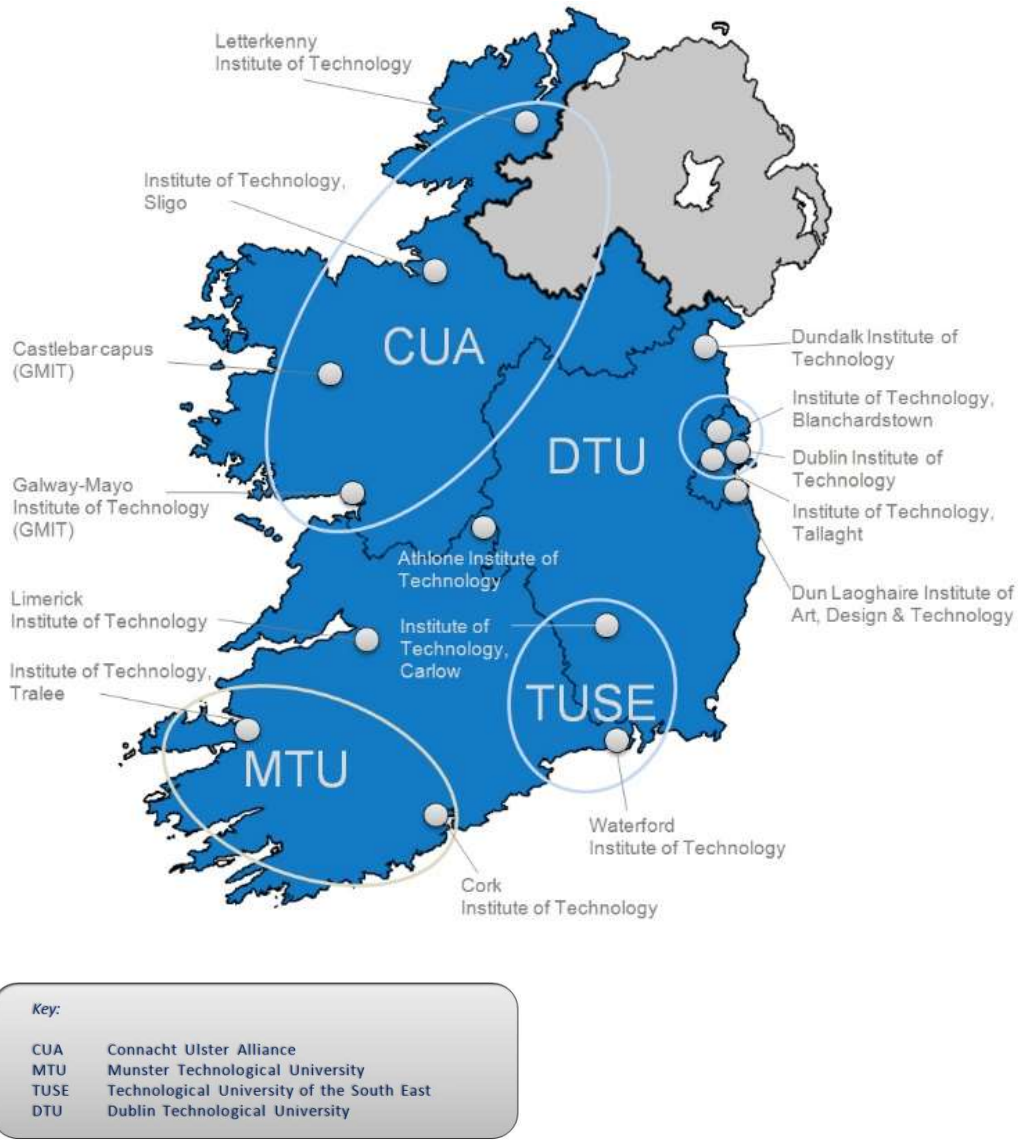 Letterkenny
Institute of Technology
Institute of Technology,
Sligo
CUA
Castlebar capus
(GMIT)
Dundalk Institute of
Technology
Institute of Technology,
Blanchardstown
DTU
Dublin Institute of
Technology
Galway-Mayo
Institute of Technology
(GMIT)
Institute of Technology,
Tallaght
Athlone Institute of
Technology
Dun Laoghaire Institute of
Art, Design & Technology
Limerick
Institute of Technology
Institute of
Technology,
Carlow
Institute of Technology,
Tralee
TUSE
MTU
Waterford
Institute of Technology
Cork
Institute of Technology
Key:
CUA Connacht Ulster Alliance
MTU Munster Technological University
TUSE Technological University of the South East
DTU Dublin Technological University